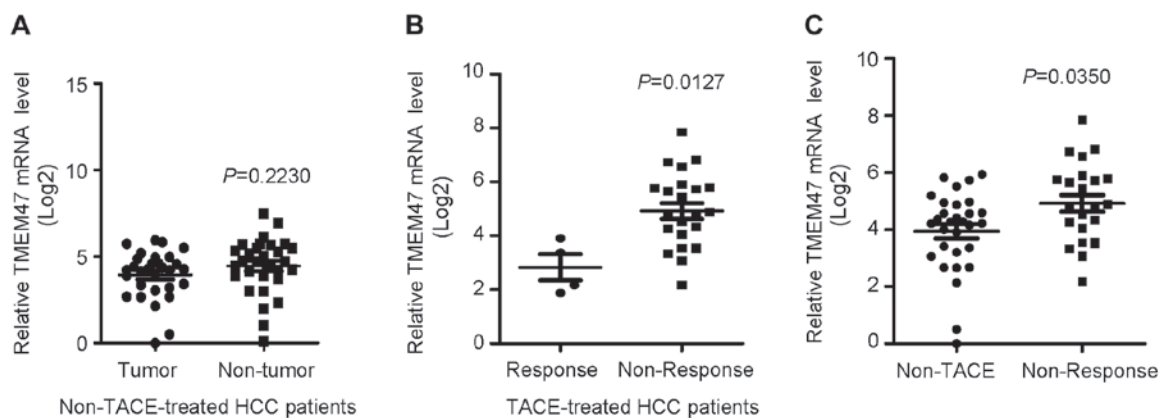 A
Relative TMEM47 mRNA level
(Log2)
15
10
5
0
P=0.2230
Tumor
Non-tumor
Non-TACE-treated HCC patients
B
Relative TMEM47 mRNA level
(Log2)
10
8
6
4
2
0
P=0.0127
Response
Non-Response
TACE-treated HCC patients
C
Relative TMEM47 mRNA level
(Log2)
10
8
6
4
2
0
P=0.0350
Non-TACE
Non-Response